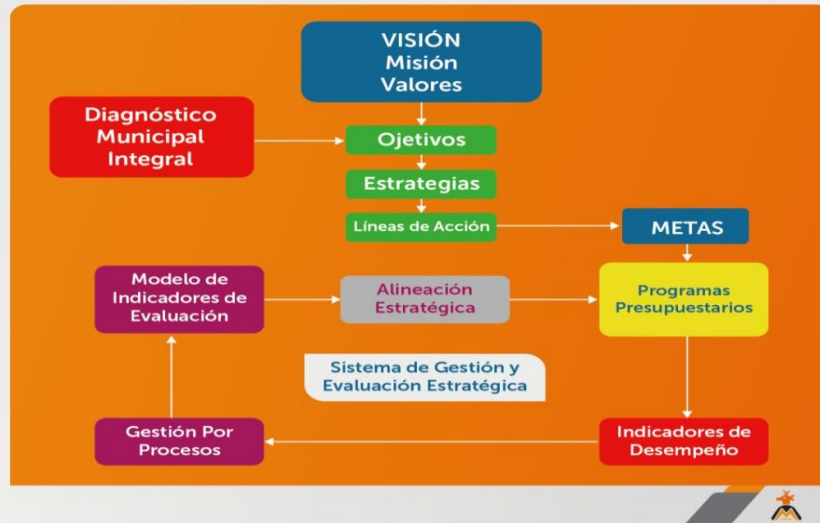 VISIÓN
Misión
Valores
Diagnóstico
Municipal
Integral
Ojetivos
Estrategias
Líneas de Acción
METAS
Modelo de
Indicadores de
Evaluación
Alineación
Estratégica
Programas
Presupuestarios
Sistema de Gestión y
Evaluación Estratégica
Gestión Por
Procesos
Indicadores de
Desempeño